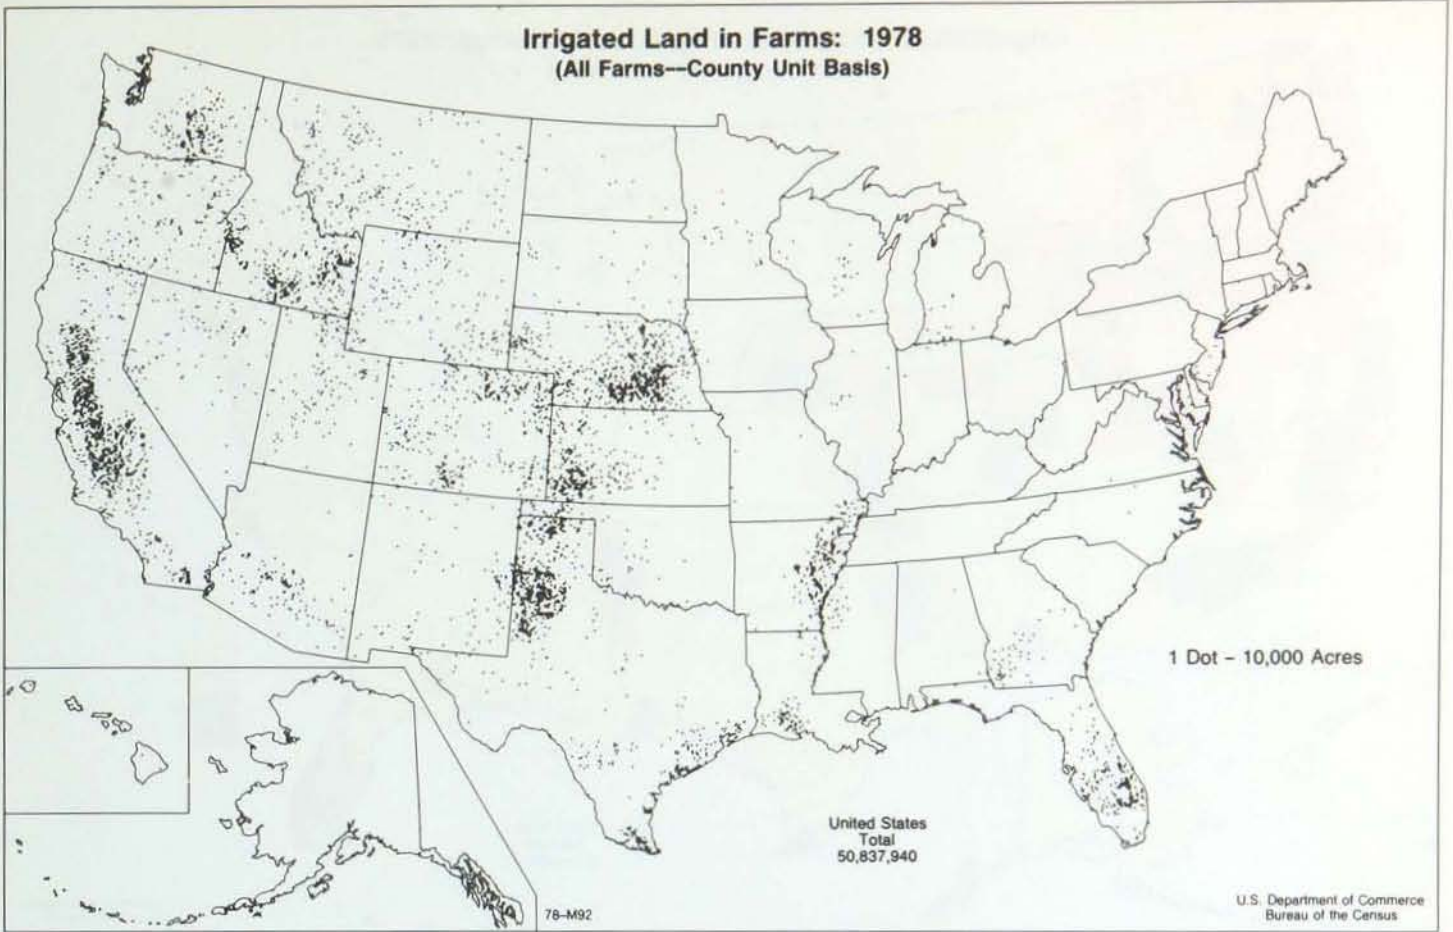 Irrigated Land in Farms: 1978
(All Farms--County Unit Basis)
1 Dot - 10,000 Acres
United States
Total
50,837,940
78-M92
U.S. Department of Commerce
Bureau of the Census